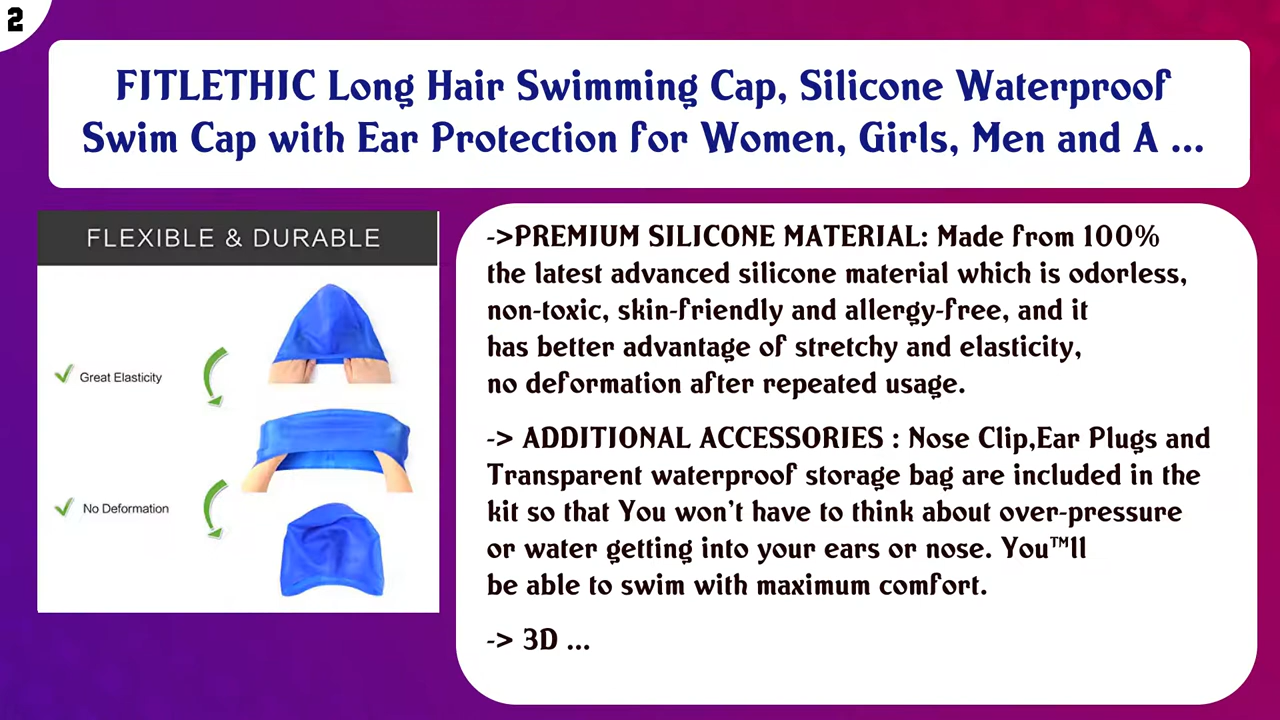 2
FITLETHIC Long Hair Swimming Cap, Silicone Waterproof
Swim Cap with Ear Protection for Women, Girls, Men and A ...
FLEXIBLE & DURABLE
Great Elasticity
No Deformation
->PREMIUM SILICONE MATERIAL: Made from 100%
the latest advanced silicone material which is odorless,
non-toxic, skin-friendly and allergy-free, and it
has better advantage of stretchy and elasticity,
no deformation after repeated usage.
-> ADDITIONAL ACCESSORIES : Nose Clip,Ear Plugs and
Transparent waterproof storage bag are included in the
kit so that You won't have to think about over-pressure
or water getting into your ears or nose. You™ll
be able to swim with maximum comfort.
-> 3D ...